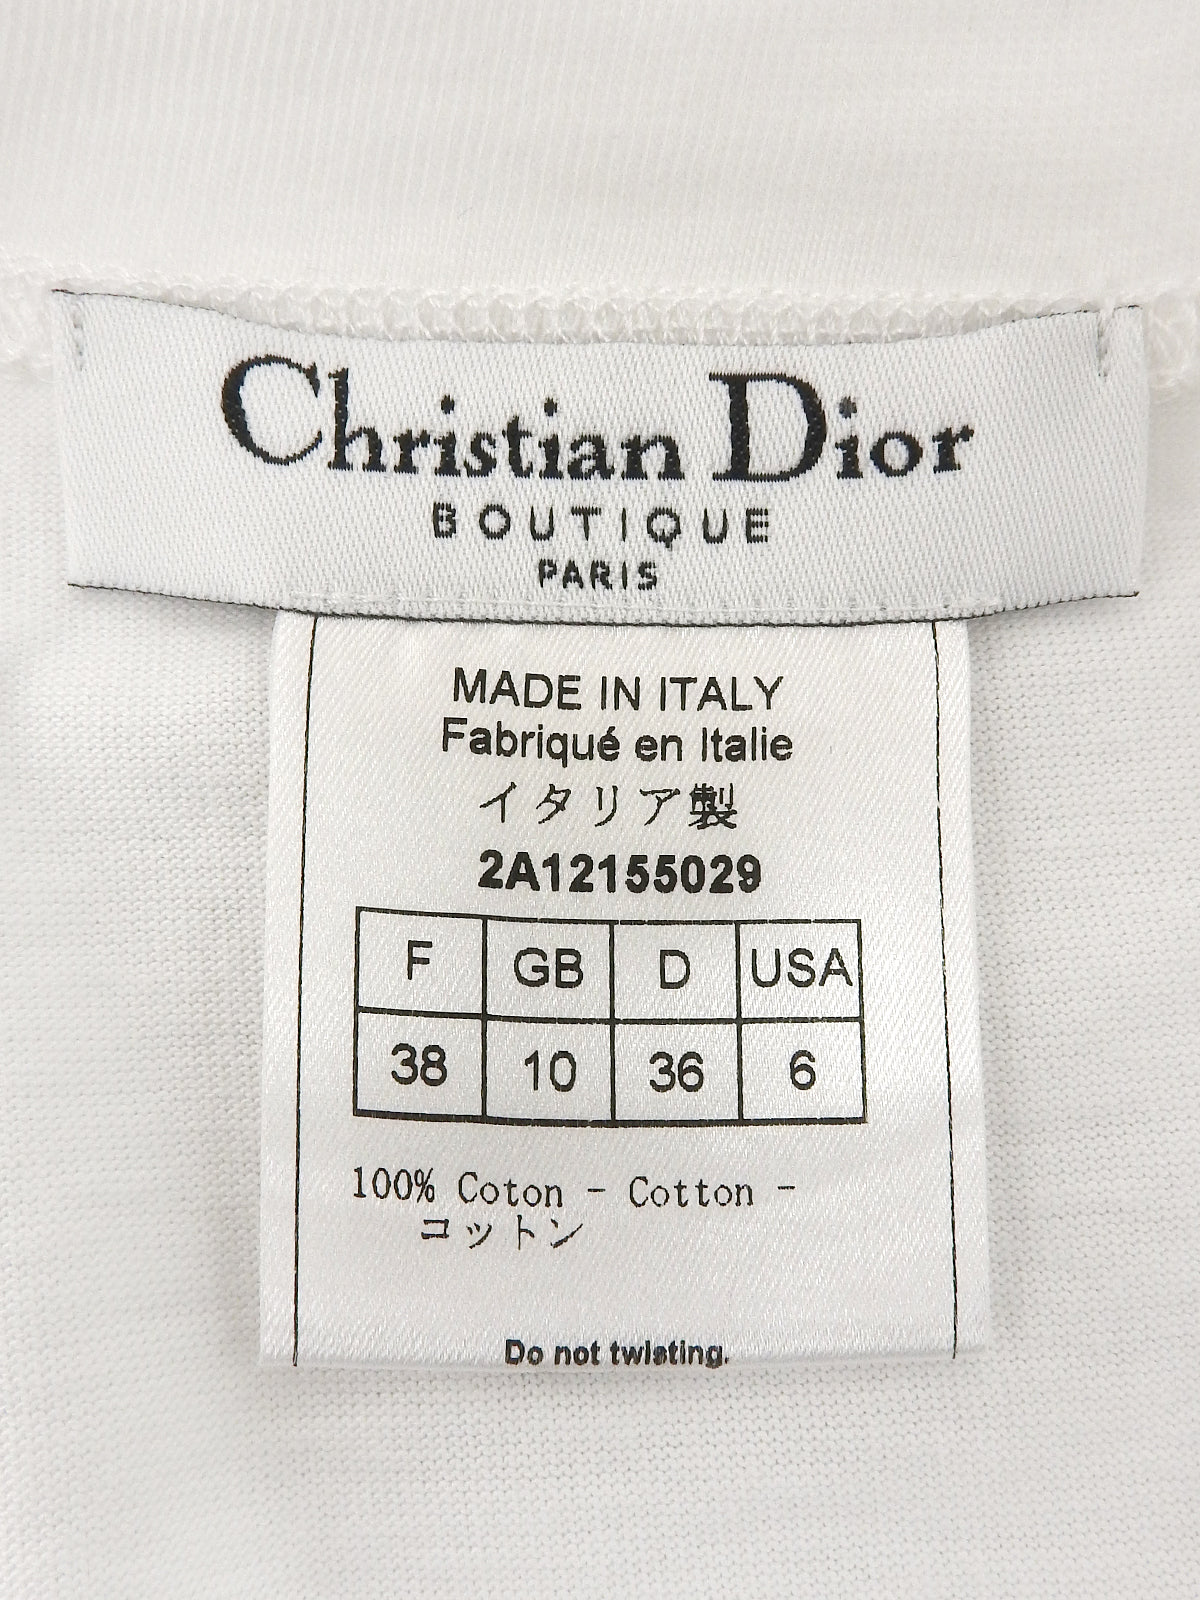 Christian Dior
BOUTIQUE
PARIS
MADE IN ITALY
Fabriqué en Italie
イタリア製
2A12155029
F GB D USA
38 10 36 6
100% Coton - Cotton -
コットン
Do not twisting.